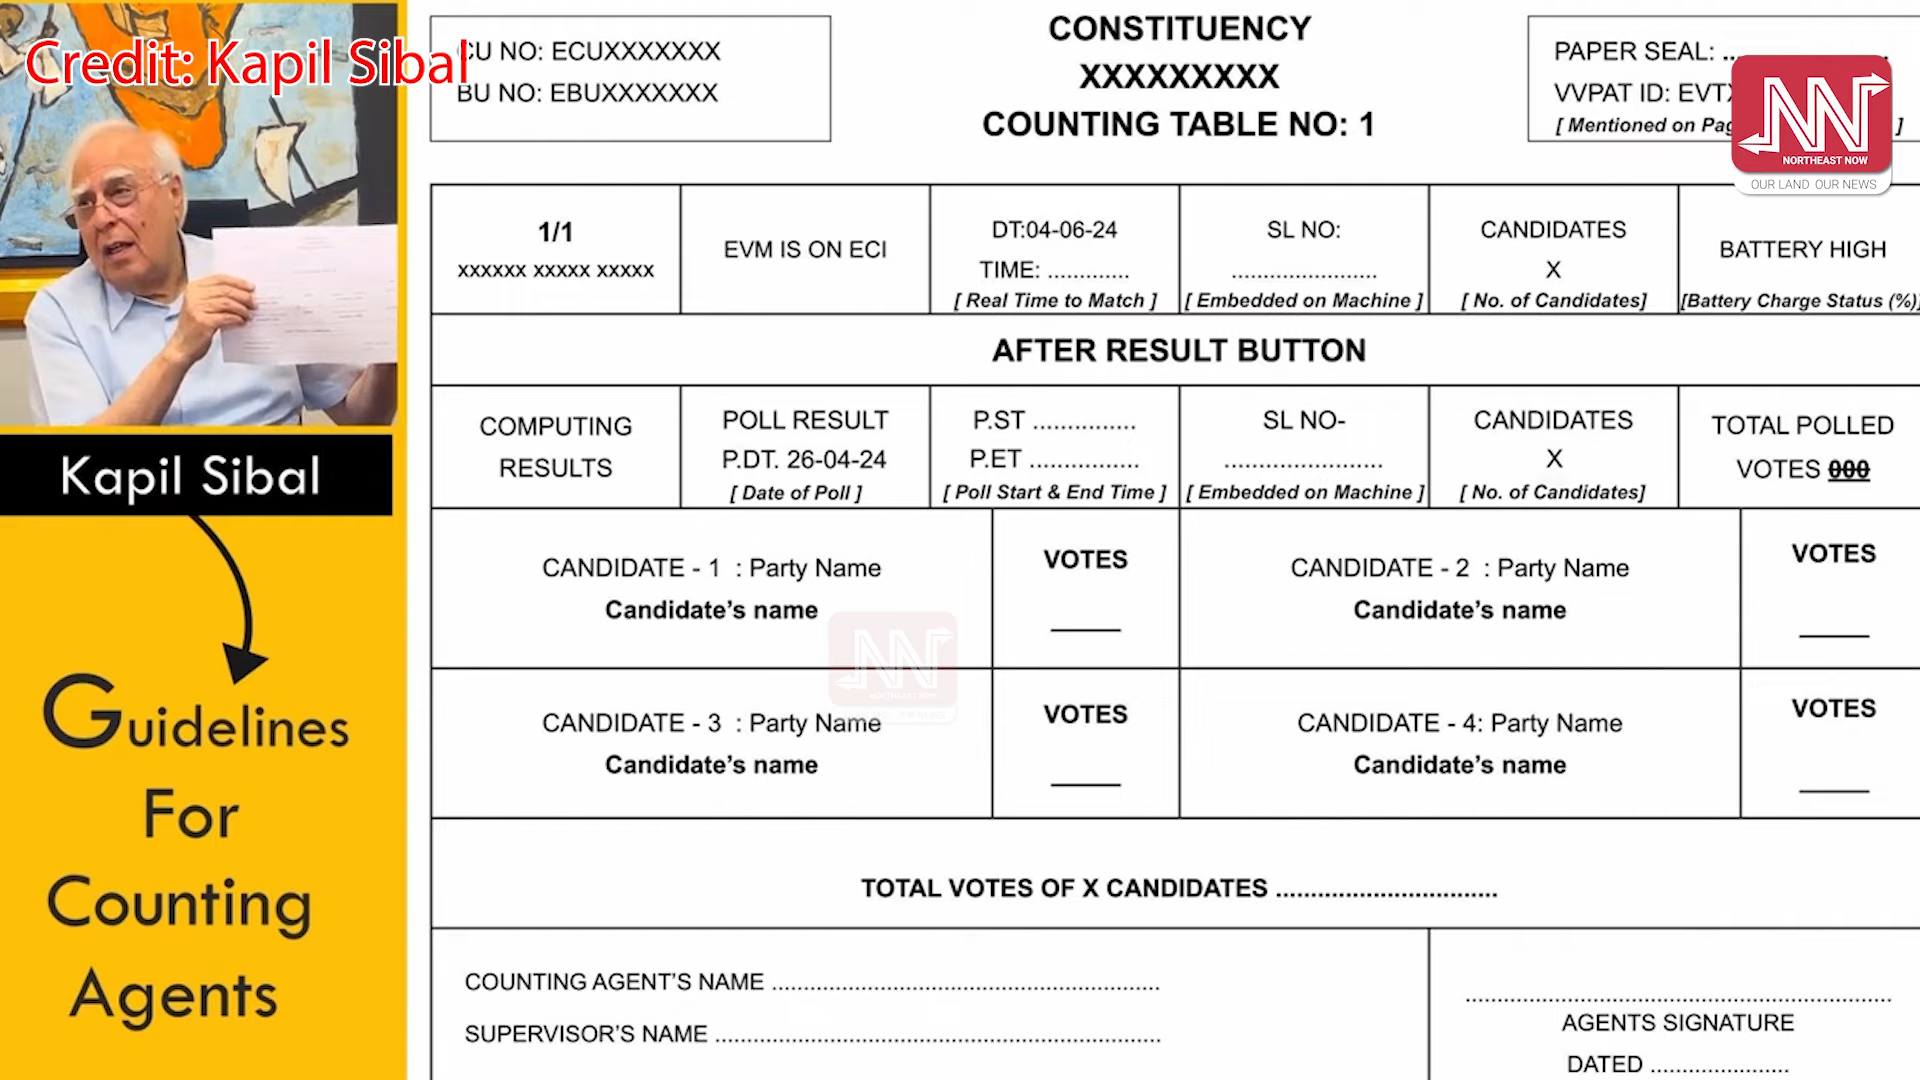 Credit: Kapil Sibal
Kapil Sibal
Guidelines
For
Counting
Agents
CU NO: ECUXXXXXXX
BU NO: EBUXXXXXXX
CONSTITUENCY
XXXXXXXXX
COUNTING TABLE NO: 1
PAPER SEAL: ..
VVPAT ID: EVT
[ Mentioned on ]
NN
NORTHEAST NOW
OUR LAND OUR NEWS
1/1
xxxxxx xxxxx xxxxx
EVM IS ON ECI
DT:04-06-24
TIME: .............
[ Real Time to Match ]
SL NO:
.......................
[ Embedded on Machine ]
CANDIDATES
X
[ No. of Candidates]
BATTERY HIGH
[Battery Charge Status (%)]
AFTER RESULT BUTTON
COMPUTING
RESULTS
POLL RESULT
P.DT. 26-04-24
[ Date of Poll ]
P.ST ...............
P.ET ................
[ Poll Start & End Time ]
SL NO-
.......................
[ Embedded on Machine ]
CANDIDATES
X
[ No. of Candidates]
TOTAL POLLED
VOTES 000
CANDIDATE - 1 : Party Name
Candidate's name
VOTES
CANDIDATE - 2 : Party Name
Candidate's name
VOTES
CANDIDATE - 3 : Party Name
Candidate's name
VOTES
CANDIDATE - 4: Party Name
Candidate's name
VOTES
NN
NORTHEAST NOW
TOTAL VOTES OF X CANDIDATES ................................
COUNTING AGENT'S NAME ........................................................
SUPERVISOR'S NAME ................................................................
.............................................................
AGENTS SIGNATURE
DATED ....................